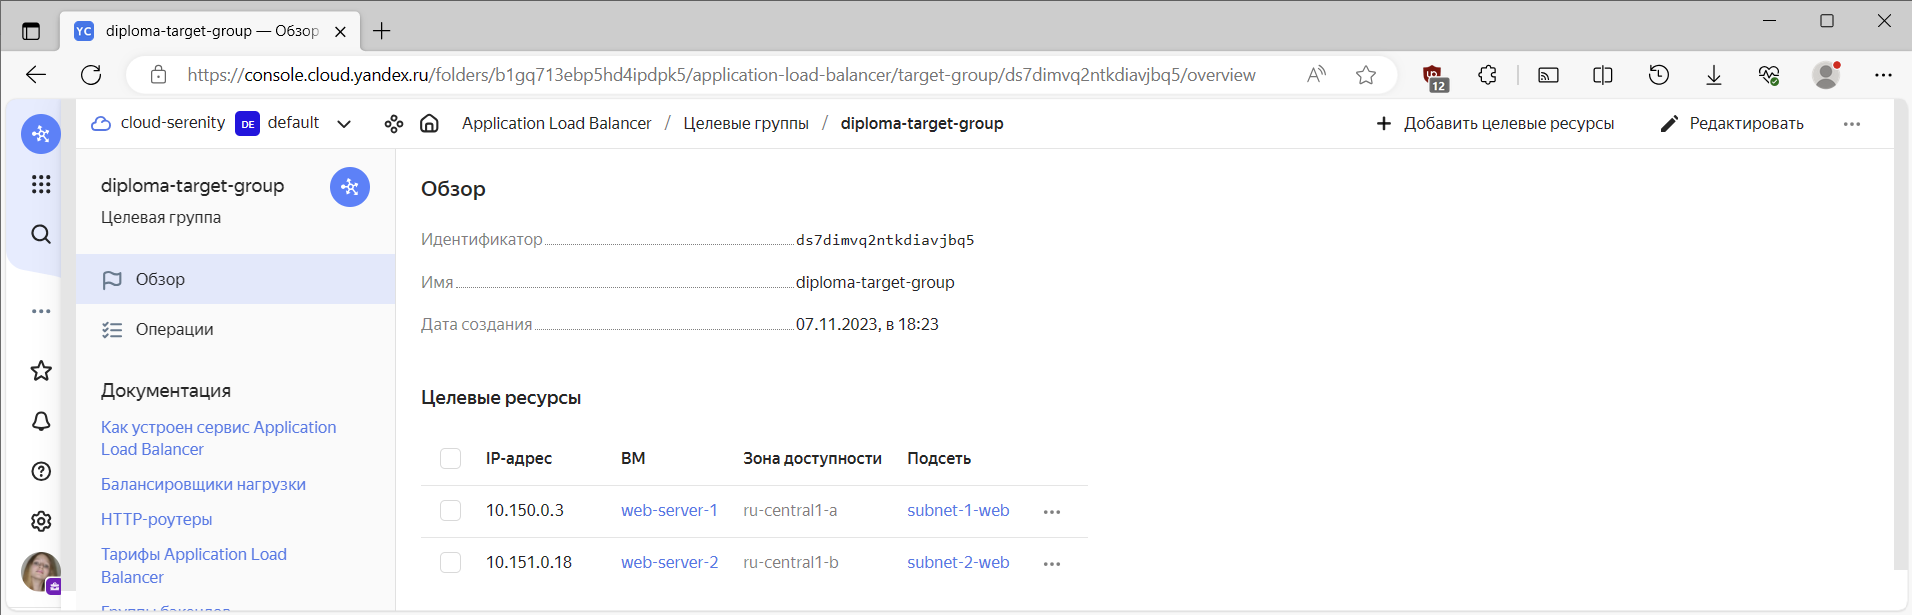 YC diploma-target-group — Обзор
https://console.cloud.yandex.ru/folders/b1gq713ebp5hd4ipdpk5/application-load-balancer/target-group/ds7dimvq2ntkdiavjbq5/overview
12
cloud-serenity DE default
Application Load Balancer / Целевые группы / diploma-target-group
Добавить целевые ресурсы
Редактировать
diploma-target-group
Целевая группа
Обзор
Операции
Документация
Как устроен сервис Application
Load Balancer
Балансировщики нагрузки
HTTP-роутеры
Тарифы Application Load
Balancer
Группы бэкендов
Обзор
Идентификатор ds7dimvq2ntkdiavjbq5
Имя diploma-target-group
Дата создания 07.11.2023, в 18:23
Целевые ресурсы
IP-адрес ВМ Зона доступности Подсеть
10.150.0.3 web-server-1 ru-central1-a subnet-1-web
10.151.0.18 web-server-2 ru-central1-b subnet-2-web